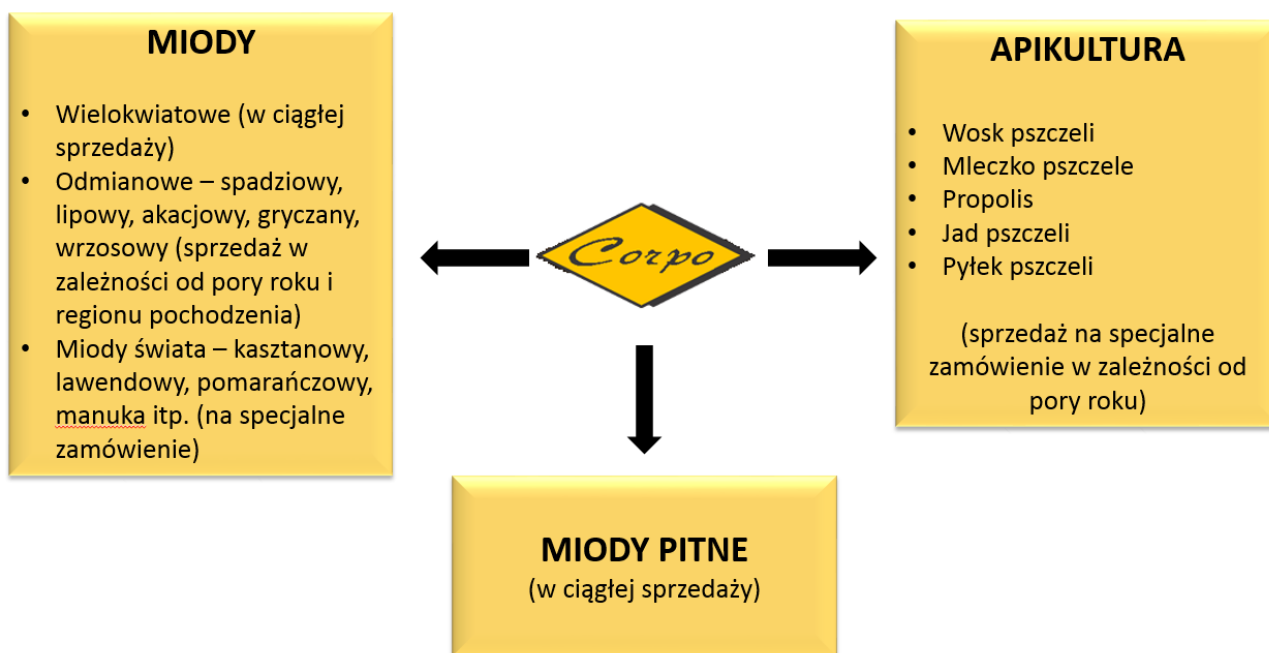 MIODY
• Wielokwiatowe (w ciągłej
sprzedaży)
• Odmianowe – spadziowy,
lipowy, akacjowy, gryczany,
wrzosowy (sprzedaż w
zależności od pory roku i
regionu pochodzenia)
• Miody świata – kasztanowy,
lawendowy, pomarańczowy,
manuka itp. (na specjalne
zamówienie)
Corpo
APIKULTURA
• Wosk pszczeli
• Mleczko pszczele
• Propolis
• Jad pszczeli
• Pyłek pszczeli
(sprzedaż na specjalne
zamówienie w zależności od
pory roku)
MIODY PITNE
(w ciągłej sprzedaży)